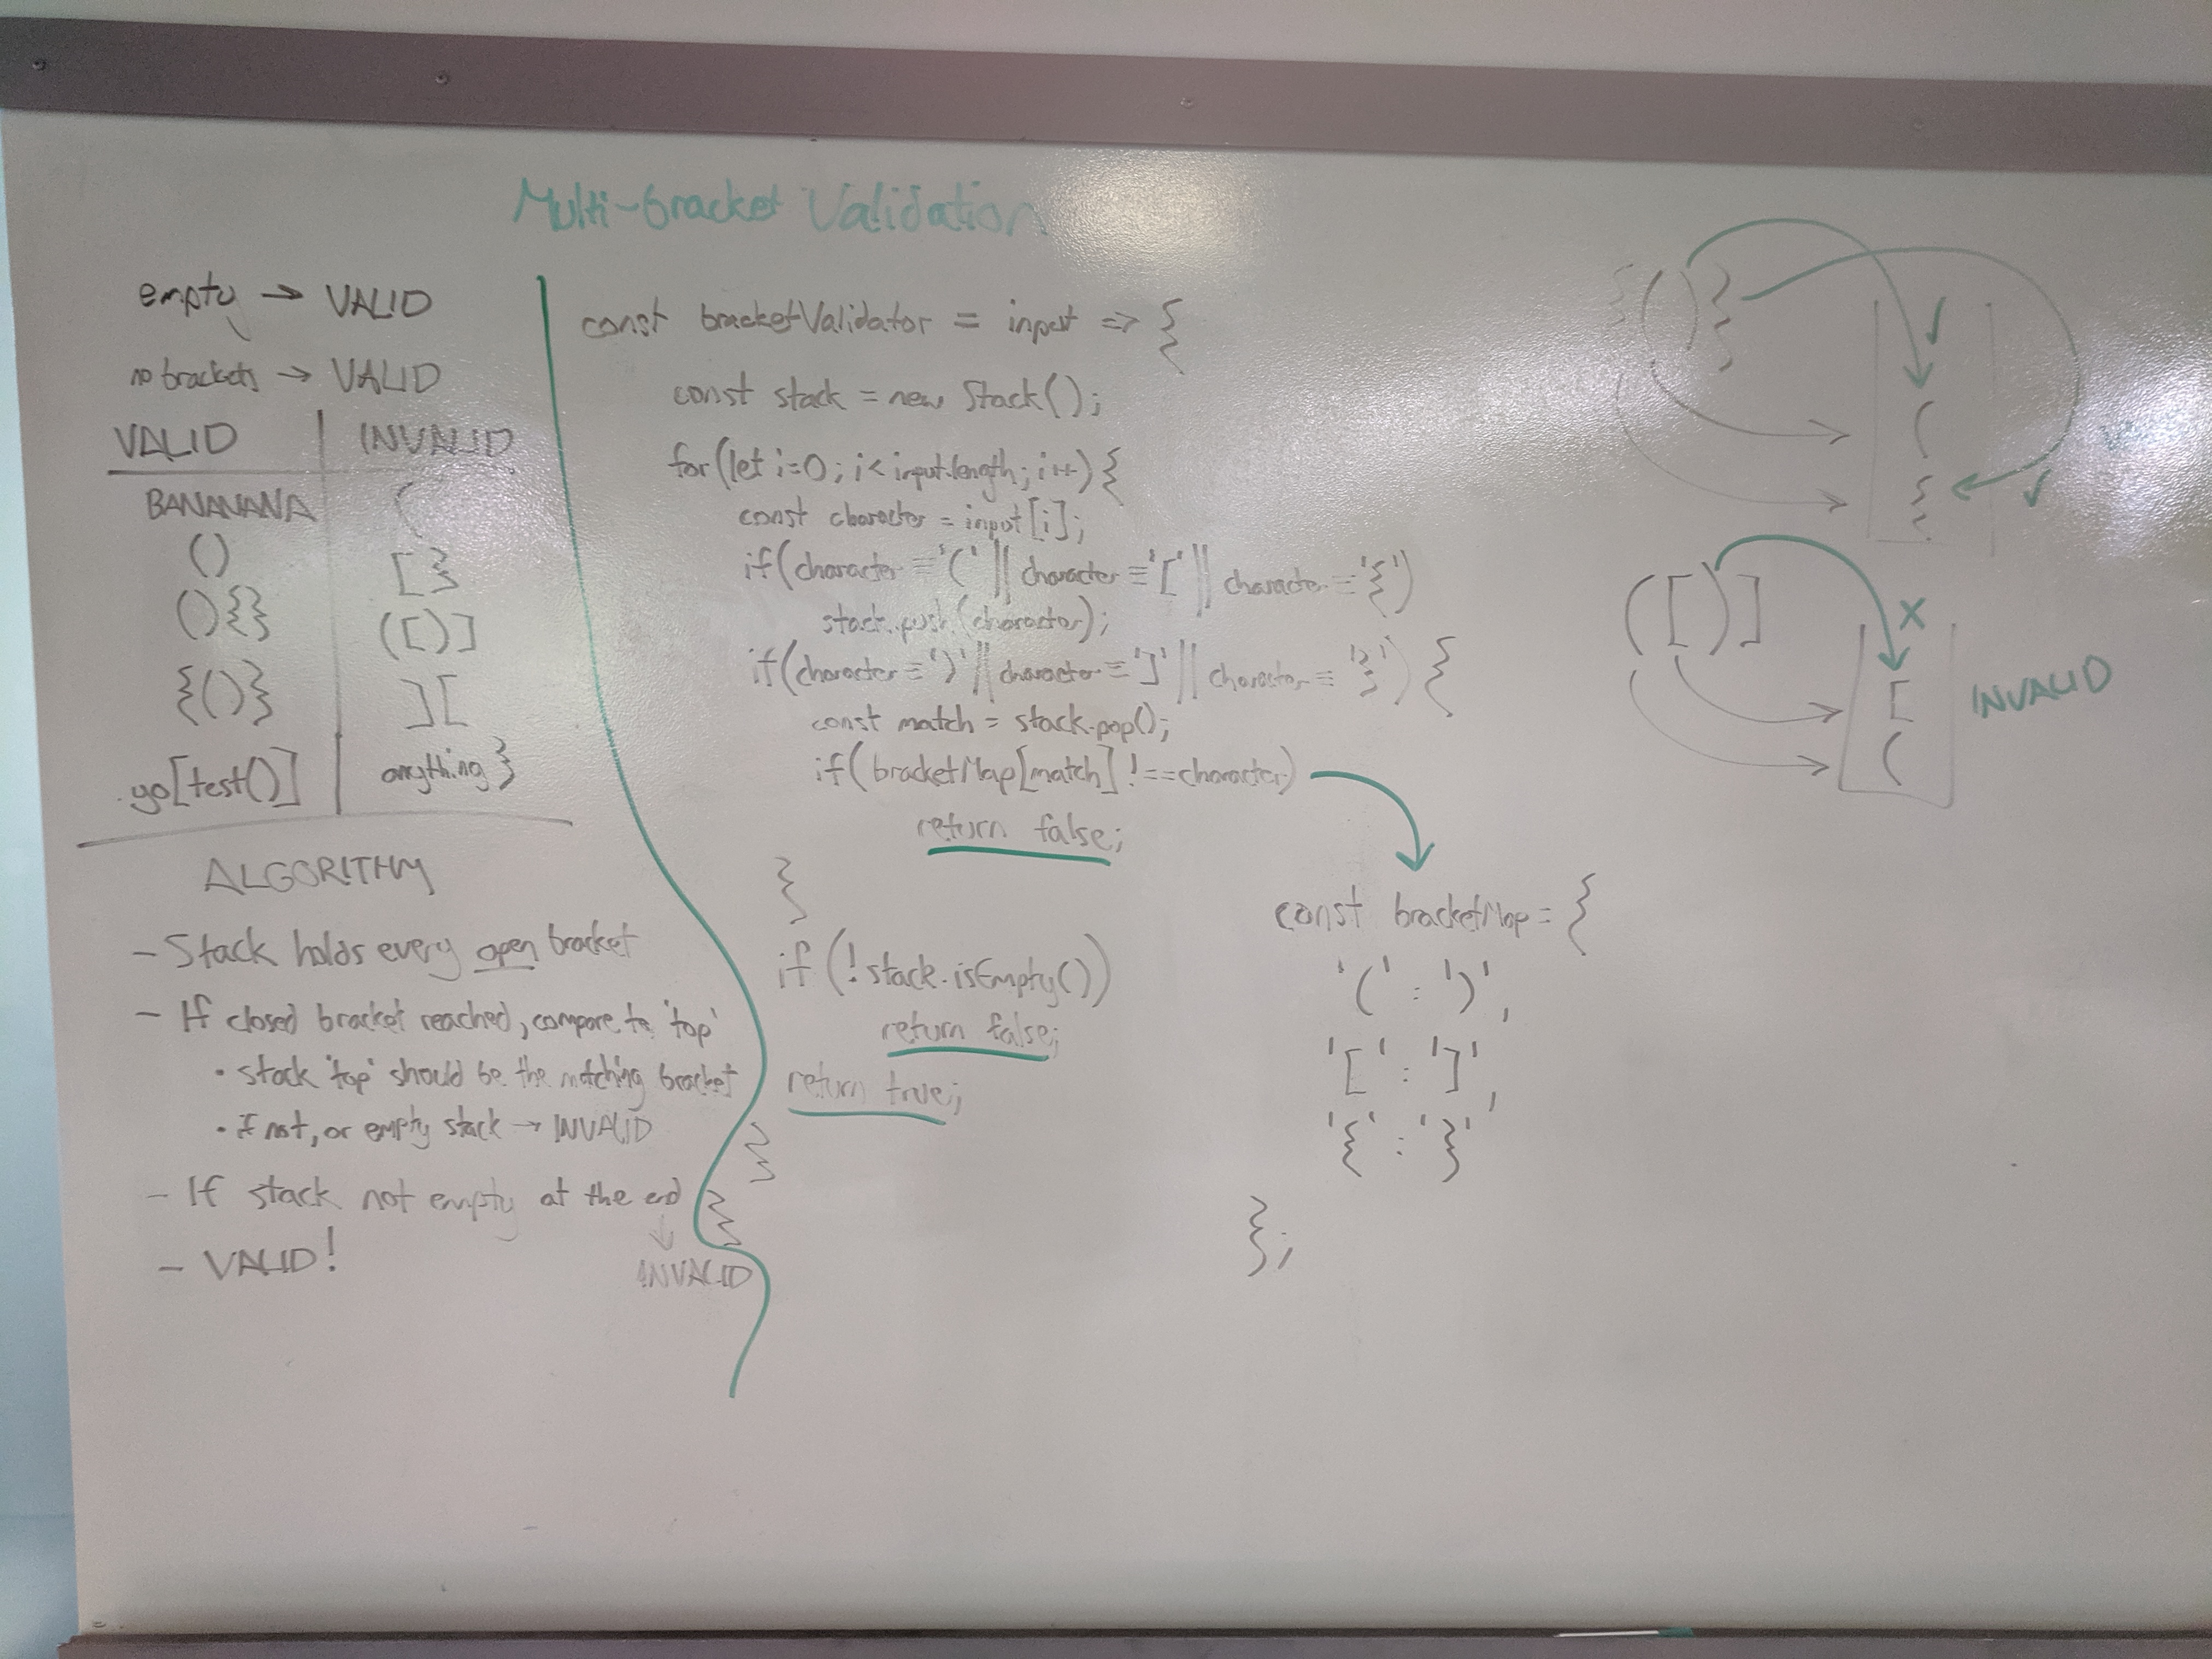 Multi-bracket Validation
empty → VALID
no brackets → VALID
VALID | INVALID
BANANANA | (
() | [}
(){} | ([)]
{()} | ][
yo[test()] | anything}
ALGORITHM
- Stack holds every open bracket
- If closed bracket reached, compare to 'top'
• stack 'top' should be the matching bracket
• if not, or empty stack → INVALID
- If stack not empty at the end
↓
INVALID
- VALID!
const bracketValidator = input => {
const stack = new Stack();
for(let i=0; i<input.length; i++){
const character = input[i];
if(character === '(' || character === '[' || character === '{')
stack.push(character);
if(character === ')' || character === ']' || character === '}') {
const match = stack.pop();
if(bracketMap[match] !== character)
return false;
}
if (!stack.isEmpty())
return false;
return true;
}
}
const bracketMap = {
'(' : ')',
'[' : ']',
'{' : '}'
};
{()}
(
{
([)]
X
[
(
INVALID